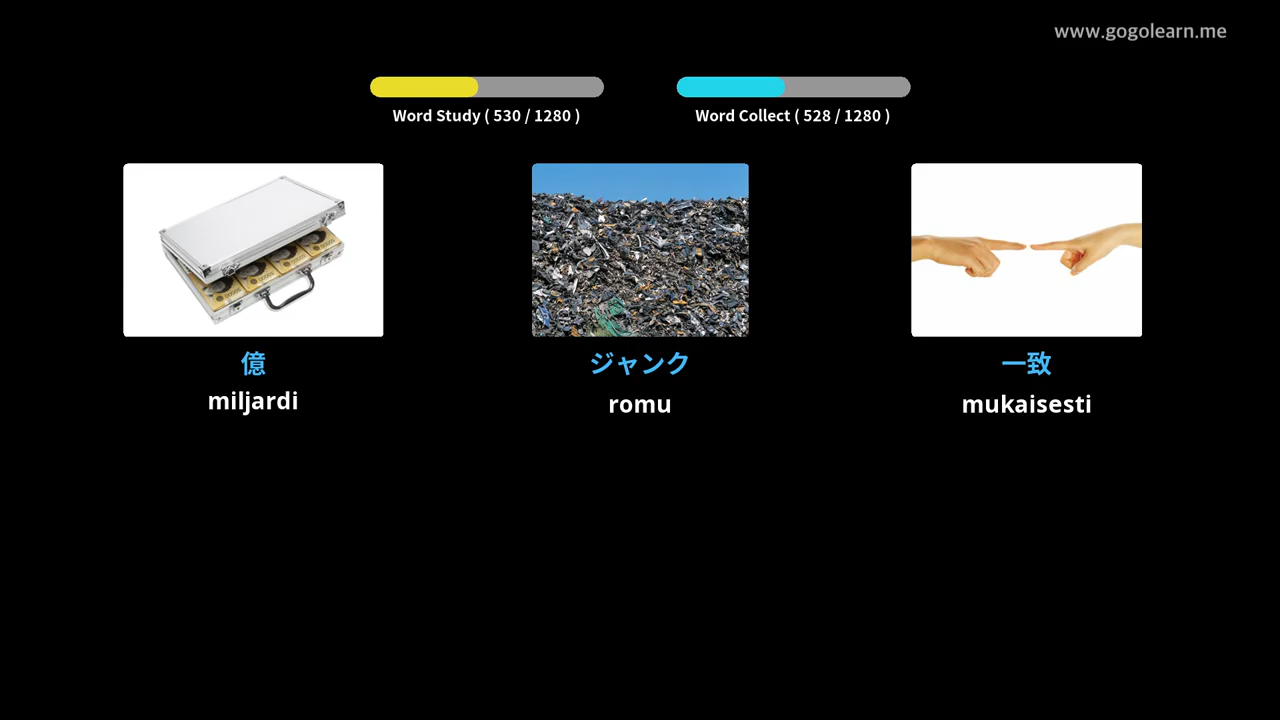 www.gogolearn.me
Word Study ( 530 / 1280 )
Word Collect ( 528 / 1280 )
億
ジャンク
一致
miljardi
romu
mukaisesti